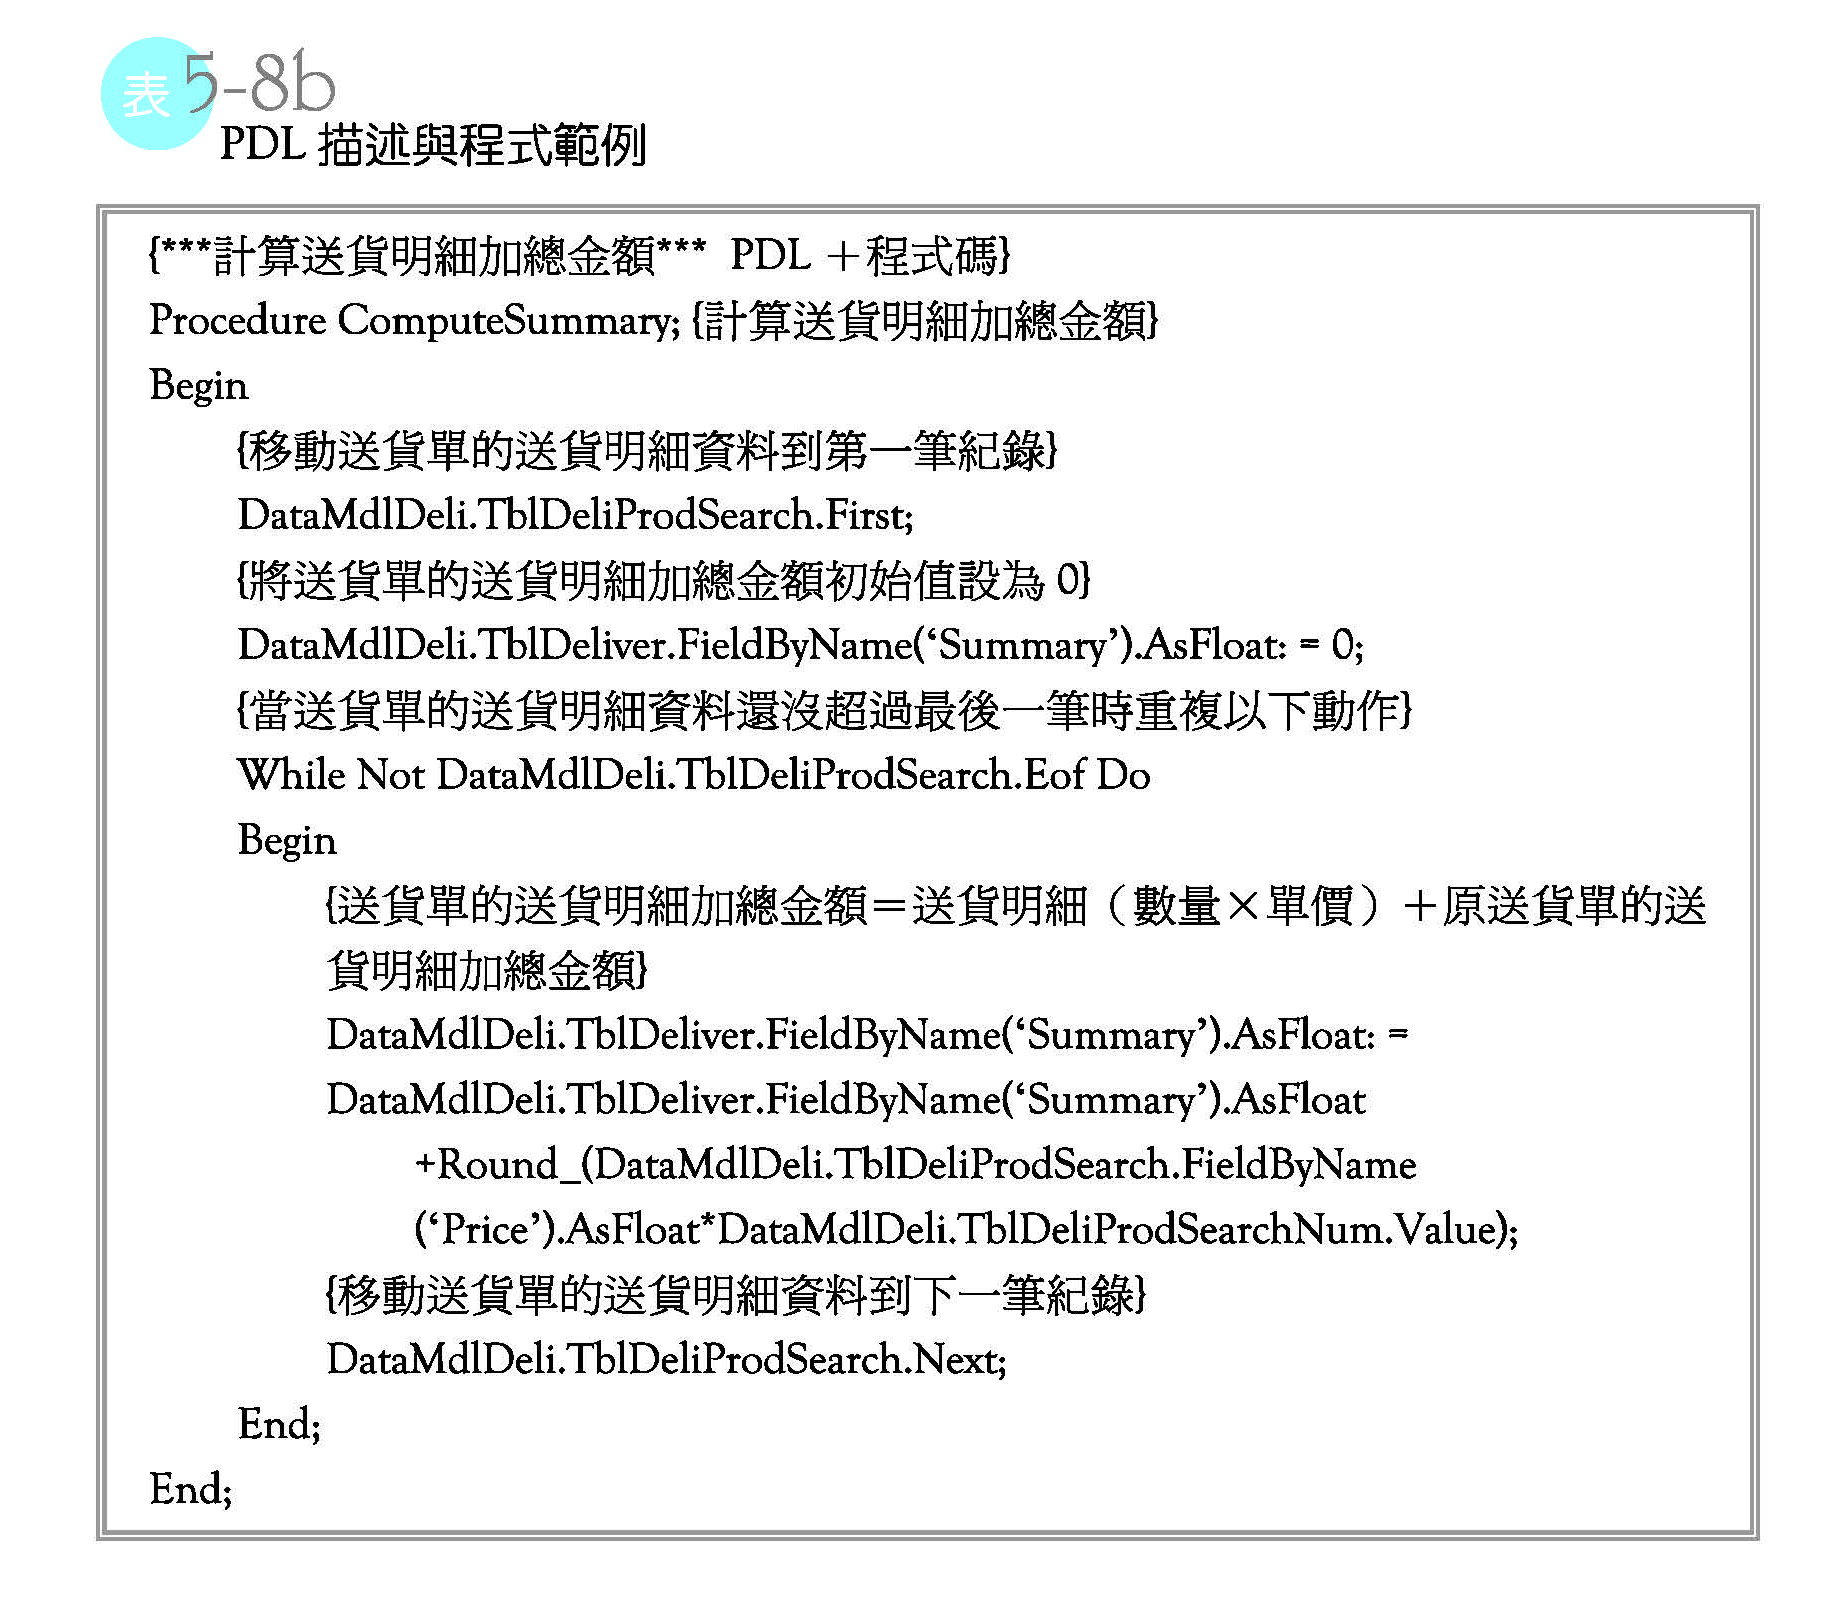 表 5-8b
PDL 描述與程式範例
{***計算送貨明細加總金額***  PDL ＋程式碼}
Procedure ComputeSummary; {計算送貨明細加總金額}
Begin
{移動送貨單的送貨明細資料到第一筆紀錄}
DataMdlDeli.TblDeliProdSearch.First;
{將送貨單的送貨明細加總金額初始值設為 0}
DataMdlDeli.TblDeliver.FieldByName(‘Summary’).AsFloat: = 0;
{當送貨單的送貨明細資料還沒超過最後一筆時重複以下動作}
While Not DataMdlDeli.TblDeliProdSearch.Eof Do
Begin
{送貨單的送貨明細加總金額＝送貨明細（數量×單價）＋原送貨單的送
貨明細加總金額}
DataMdlDeli.TblDeliver.FieldByName(‘Summary’).AsFloat: =
DataMdlDeli.TblDeliver.FieldByName(‘Summary’).AsFloat
+Round_(DataMdlDeli.TblDeliProdSearch.FieldByName
(‘Price’).AsFloat*DataMdlDeli.TblDeliProdSearchNum.Value);
{移動送貨單的送貨明細資料到下一筆紀錄}
DataMdlDeli.TblDeliProdSearch.Next;
End;
End;